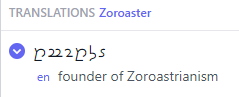 TRANSLATIONS Zoroaster
en founder of Zoroastrianism